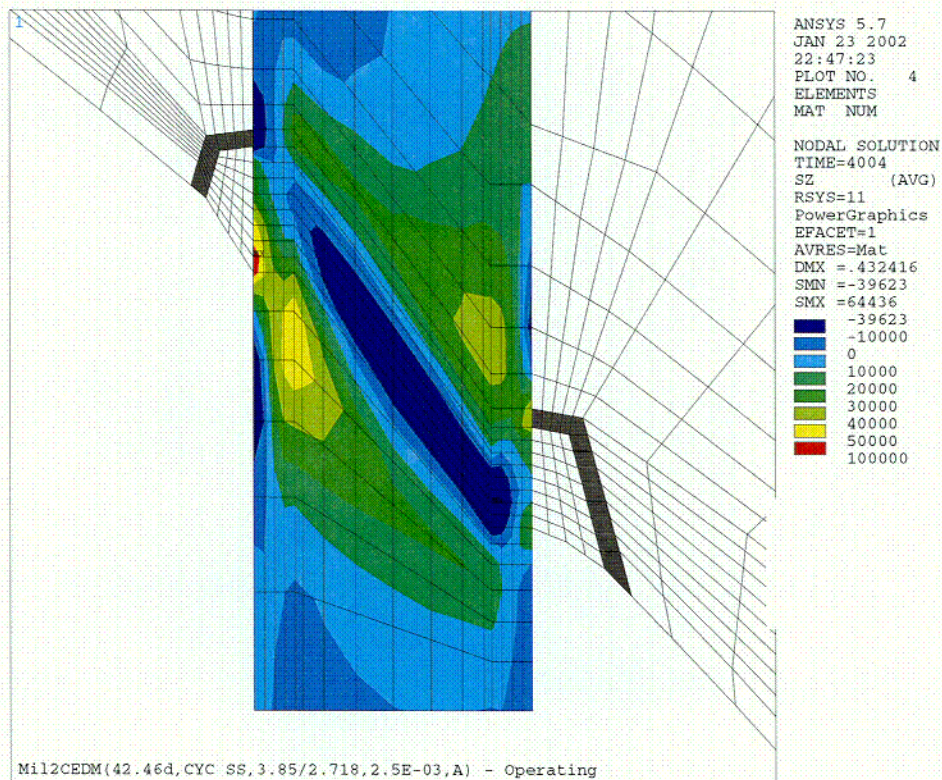 1
ANSYS 5.7
JAN 23 2002
22:47:23
PLOT NO. 4
ELEMENTS
MAT NUM
NODAL SOLUTION
TIME=4004
SZ (AVG)
RSYS=11
PowerGraphics
EFACET=1
AVRES=Mat
DMX =.432416
SMN =-39623
SMX =64436
-39623
-10000
0
10000
20000
30000
40000
50000
100000
Mil2CEDM(42.46d,CYC SS,3.85/2.718,2.5E-03,A) - Operating